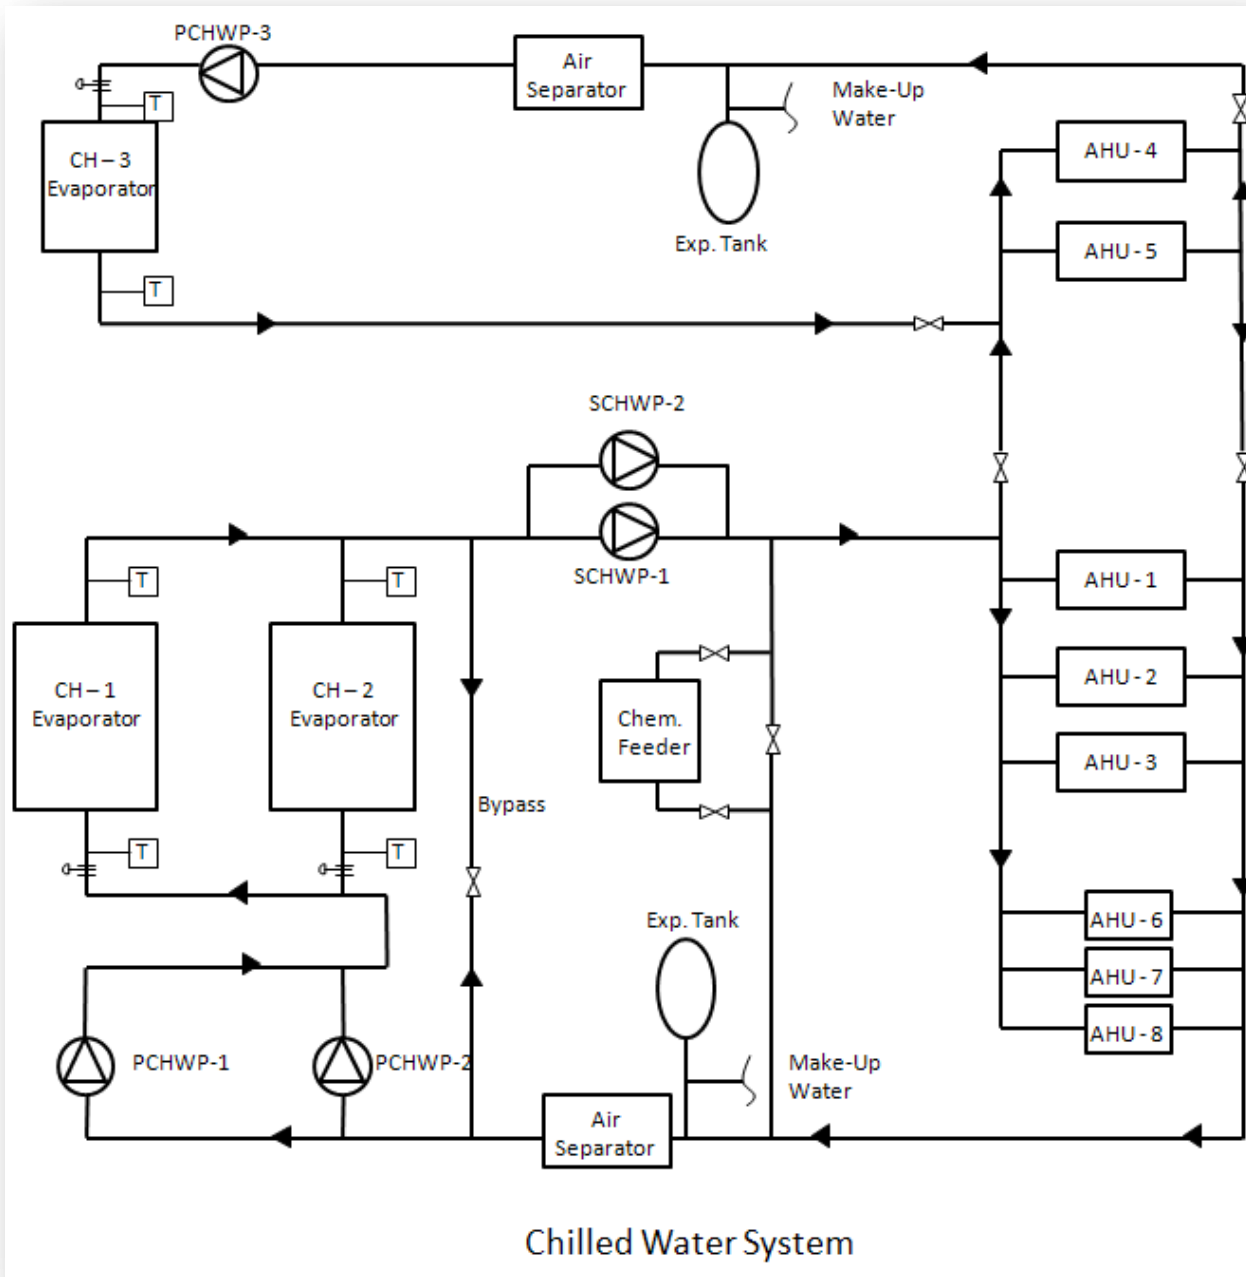 PCHWP-3
Air
Separator
Make-Up
Water
T
CH – 3
Evaporator
AHU - 4
Exp. Tank
AHU - 5
T
SCHWP-2
SCHWP-1
T
T
AHU - 1
CH – 1
Evaporator
CH – 2
Evaporator
Chem.
Feeder
AHU - 2
AHU - 3
Bypass
T
T
Exp. Tank
AHU - 6
AHU - 7
AHU - 8
PCHWP-1
PCHWP-2
Make-Up
Water
Air
Separator
Chilled Water System